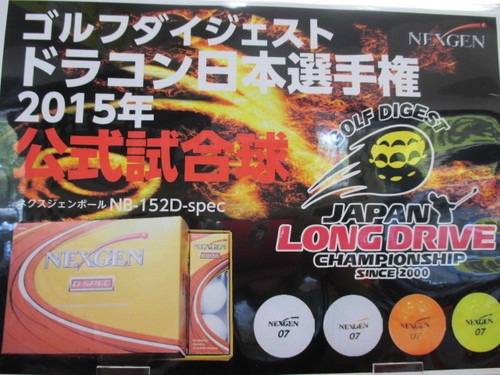 ゴルフダイジェスト
ドラコン日本選手権
NEXGEN
2015年
公式試合球
ネクスジェンボール NB-152D-spec
GOLF DIGEST
JAPAN
LONG DRIVE
CHAMPIONSHIP
SINCE 2000
NEXGEN
D-SPEC
NEXGEN
NEXGEN
07
NEXGEN
07
NEXGEN
07
NEXGEN
07